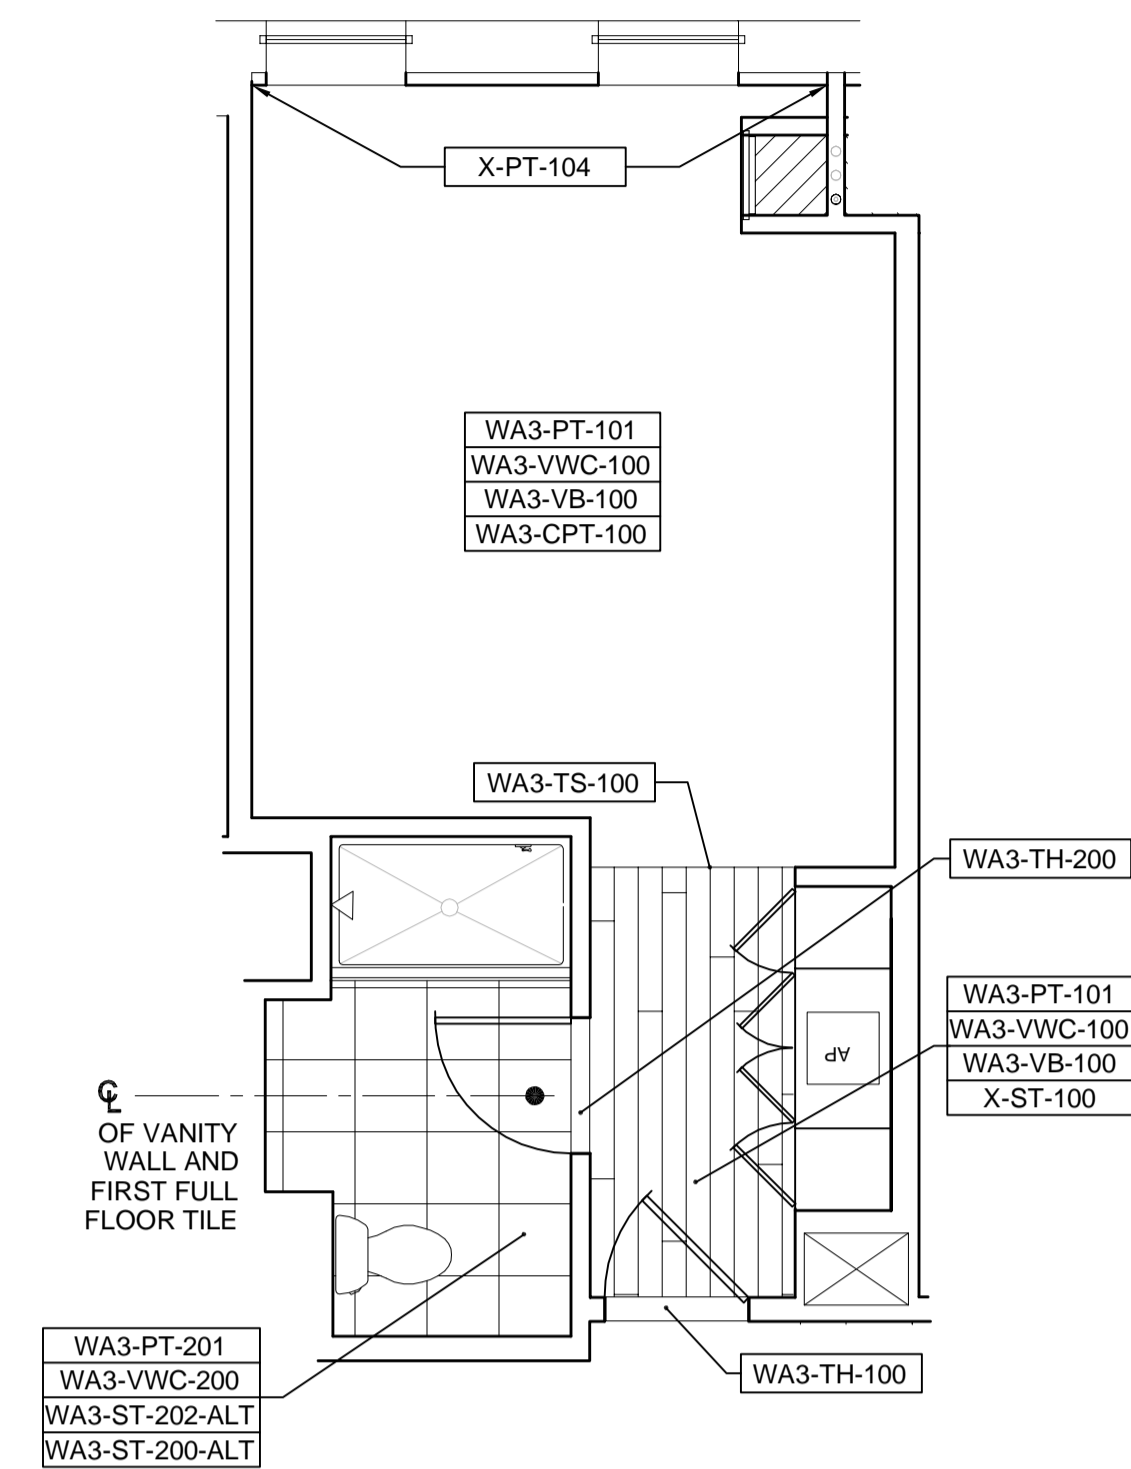 X-PT-104
WA3-PT-101
WA3-VWC-100
WA3-VB-100
WA3-CPT-100
WA3-TS-100
WA3-TH-200
WA3-PT-101
WA3-VWC-100
WA3-VB-100
X-ST-100
AP
℄
OF VANITY
WALL AND
FIRST FULL
FLOOR TILE
WA3-PT-201
WA3-VWC-200
WA3-ST-202-ALT
WA3-ST-200-ALT
WA3-TH-100